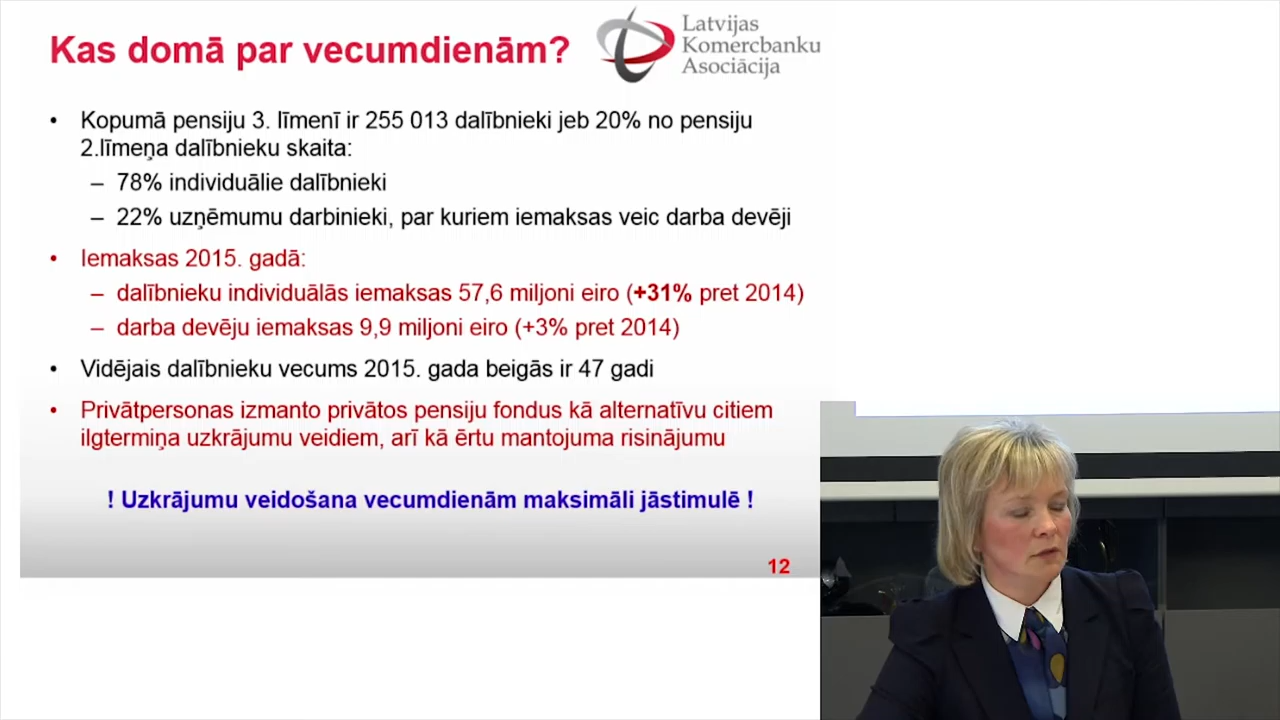 Kas domā par vecumdienām?
Latvijas
Komercbanku
Asociācija
• Kopumā pensiju 3. līmenī ir 255 013 dalībnieki jeb 20% no pensiju
2.līmeņa dalībnieku skaita:
– 78% individuālie dalībnieki
– 22% uzņēmumu darbinieki, par kuriem iemaksas veic darba devēji
• Iemaksas 2015. gadā:
– dalībnieku individuālās iemaksas 57,6 miljoni eiro (+31% pret 2014)
– darba devēju iemaksas 9,9 miljoni eiro (+3% pret 2014)
• Vidējais dalībnieku vecums 2015. gada beigās ir 47 gadi
• Privātpersonas izmanto privātos pensiju fondus kā alternatīvu citiem
ilgtermiņa uzkrājumu veidiem, arī kā ērtu mantojuma risinājumu
! Uzkrājumu veidošana vecumdienām maksimāli jāstimulē !
12